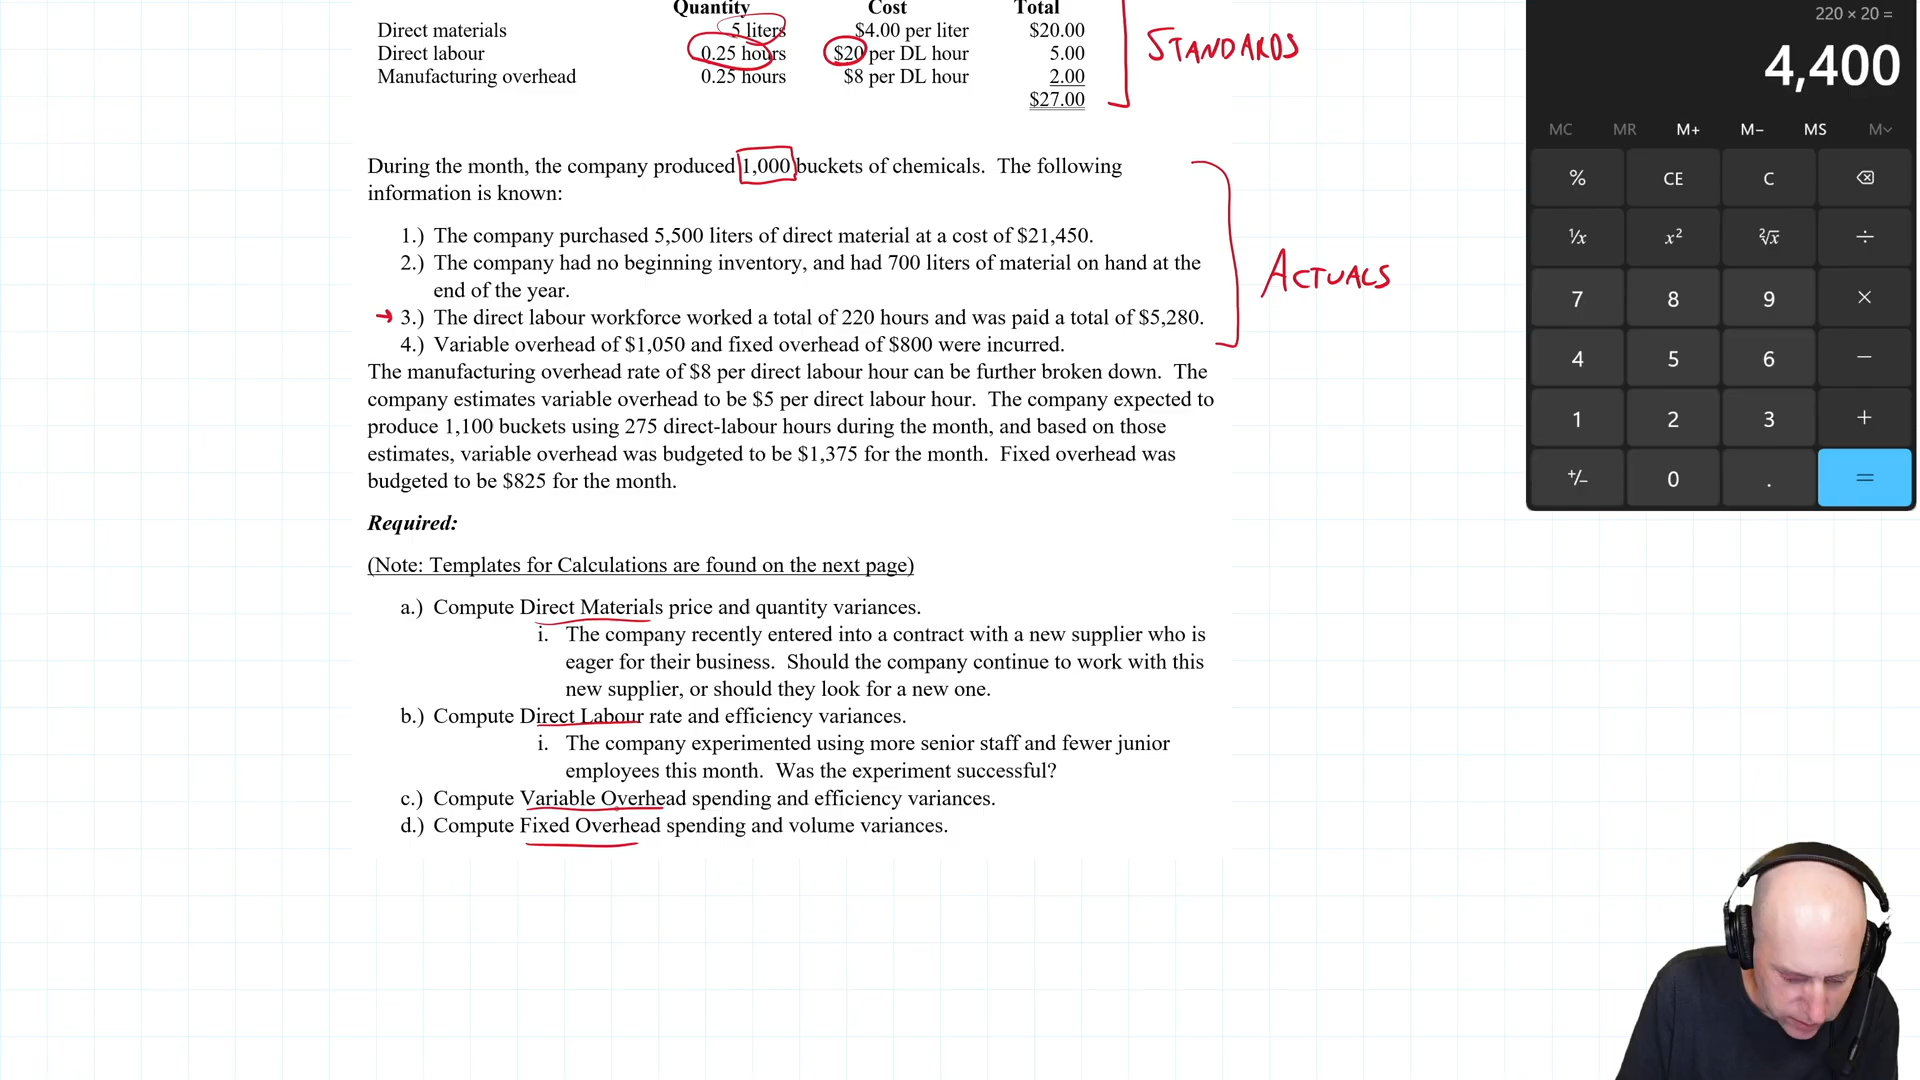 Quantity Cost Total
Direct materials 5 liters $4.00 per liter $20.00
Direct labour 0.25 hours $20 per DL hour 5.00
Manufacturing overhead 0.25 hours $8 per DL hour 2.00
$27.00
STANDARDS
During the month, the company produced 1,000 buckets of chemicals. The following
information is known:
1.) The company purchased 5,500 liters of direct material at a cost of $21,450.
2.) The company had no beginning inventory, and had 700 liters of material on hand at the
end of the year.
3.) The direct labour workforce worked a total of 220 hours and was paid a total of $5,280.
4.) Variable overhead of $1,050 and fixed overhead of $800 were incurred.
ACTUALS
The manufacturing overhead rate of $8 per direct labour hour can be further broken down. The
company estimates variable overhead to be $5 per direct labour hour. The company expected to
produce 1,100 buckets using 275 direct-labour hours during the month, and based on those
estimates, variable overhead was budgeted to be $1,375 for the month. Fixed overhead was
budgeted to be $825 for the month.
Required:
(Note: Templates for Calculations are found on the next page)
a.) Compute Direct Materials price and quantity variances.
i. The company recently entered into a contract with a new supplier who is
eager for their business. Should the company continue to work with this
new supplier, or should they look for a new one.
b.) Compute Direct Labour rate and efficiency variances.
i. The company experimented using more senior staff and fewer junior
employees this month. Was the experiment successful?
c.) Compute Variable Overhead spending and efficiency variances.
d.) Compute Fixed Overhead spending and volume variances.
220 × 20 =
4,400
MC MR M+ M− MS M˅
% CE C ⌫
¹/x x² ²√x ÷
7 8 9 ×
4 5 6 −
1 2 3 +
+/− 0 . =